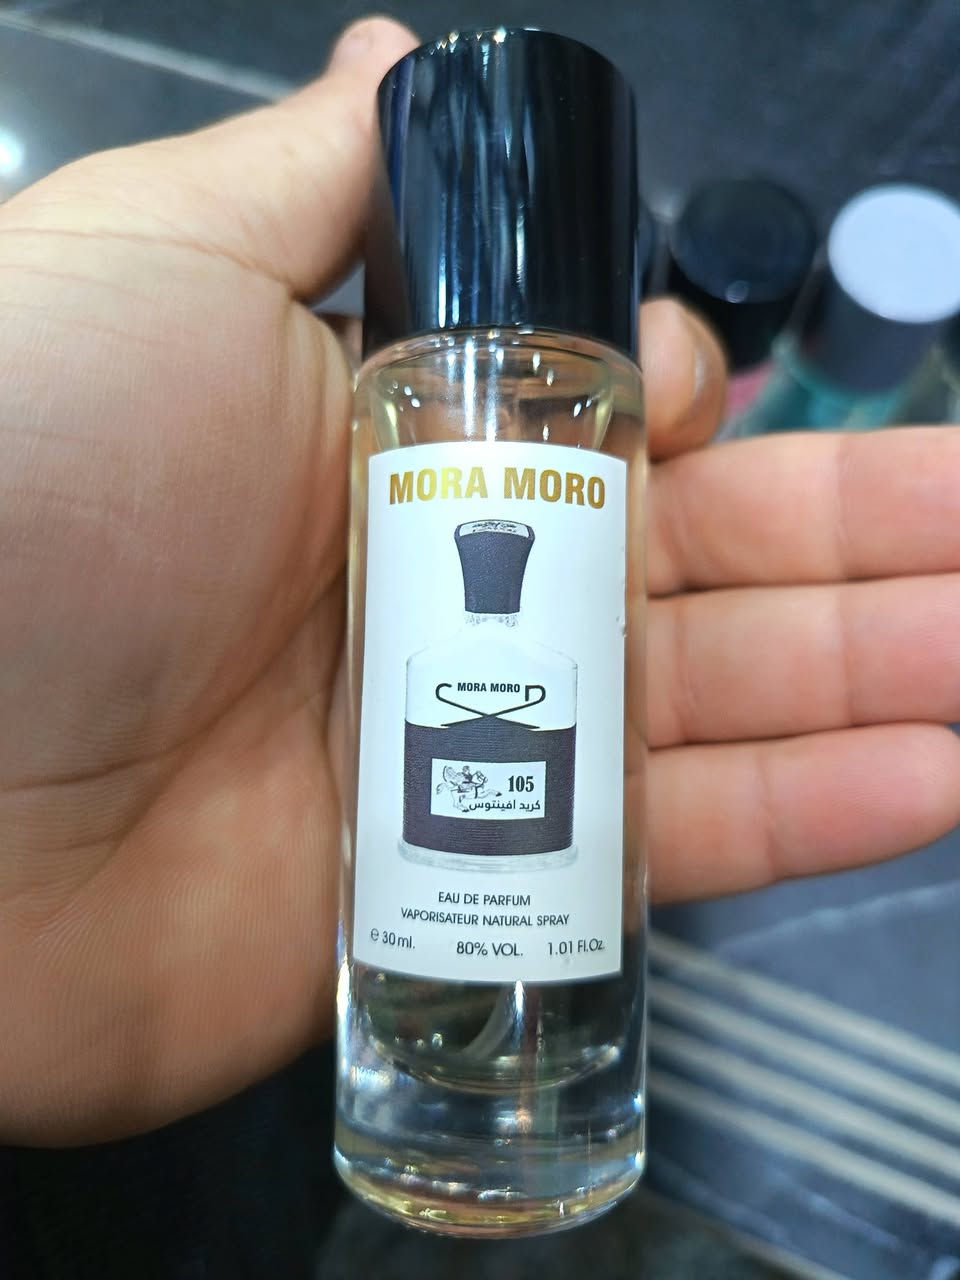 MORA MORO
MORA MORO
105
كريد افينتوس
EAU DE PARFUM
VAPORISATEUR NATURAL SPRAY
℮ 30 ml. 80% VOL. 1.01 Fl.Oz.